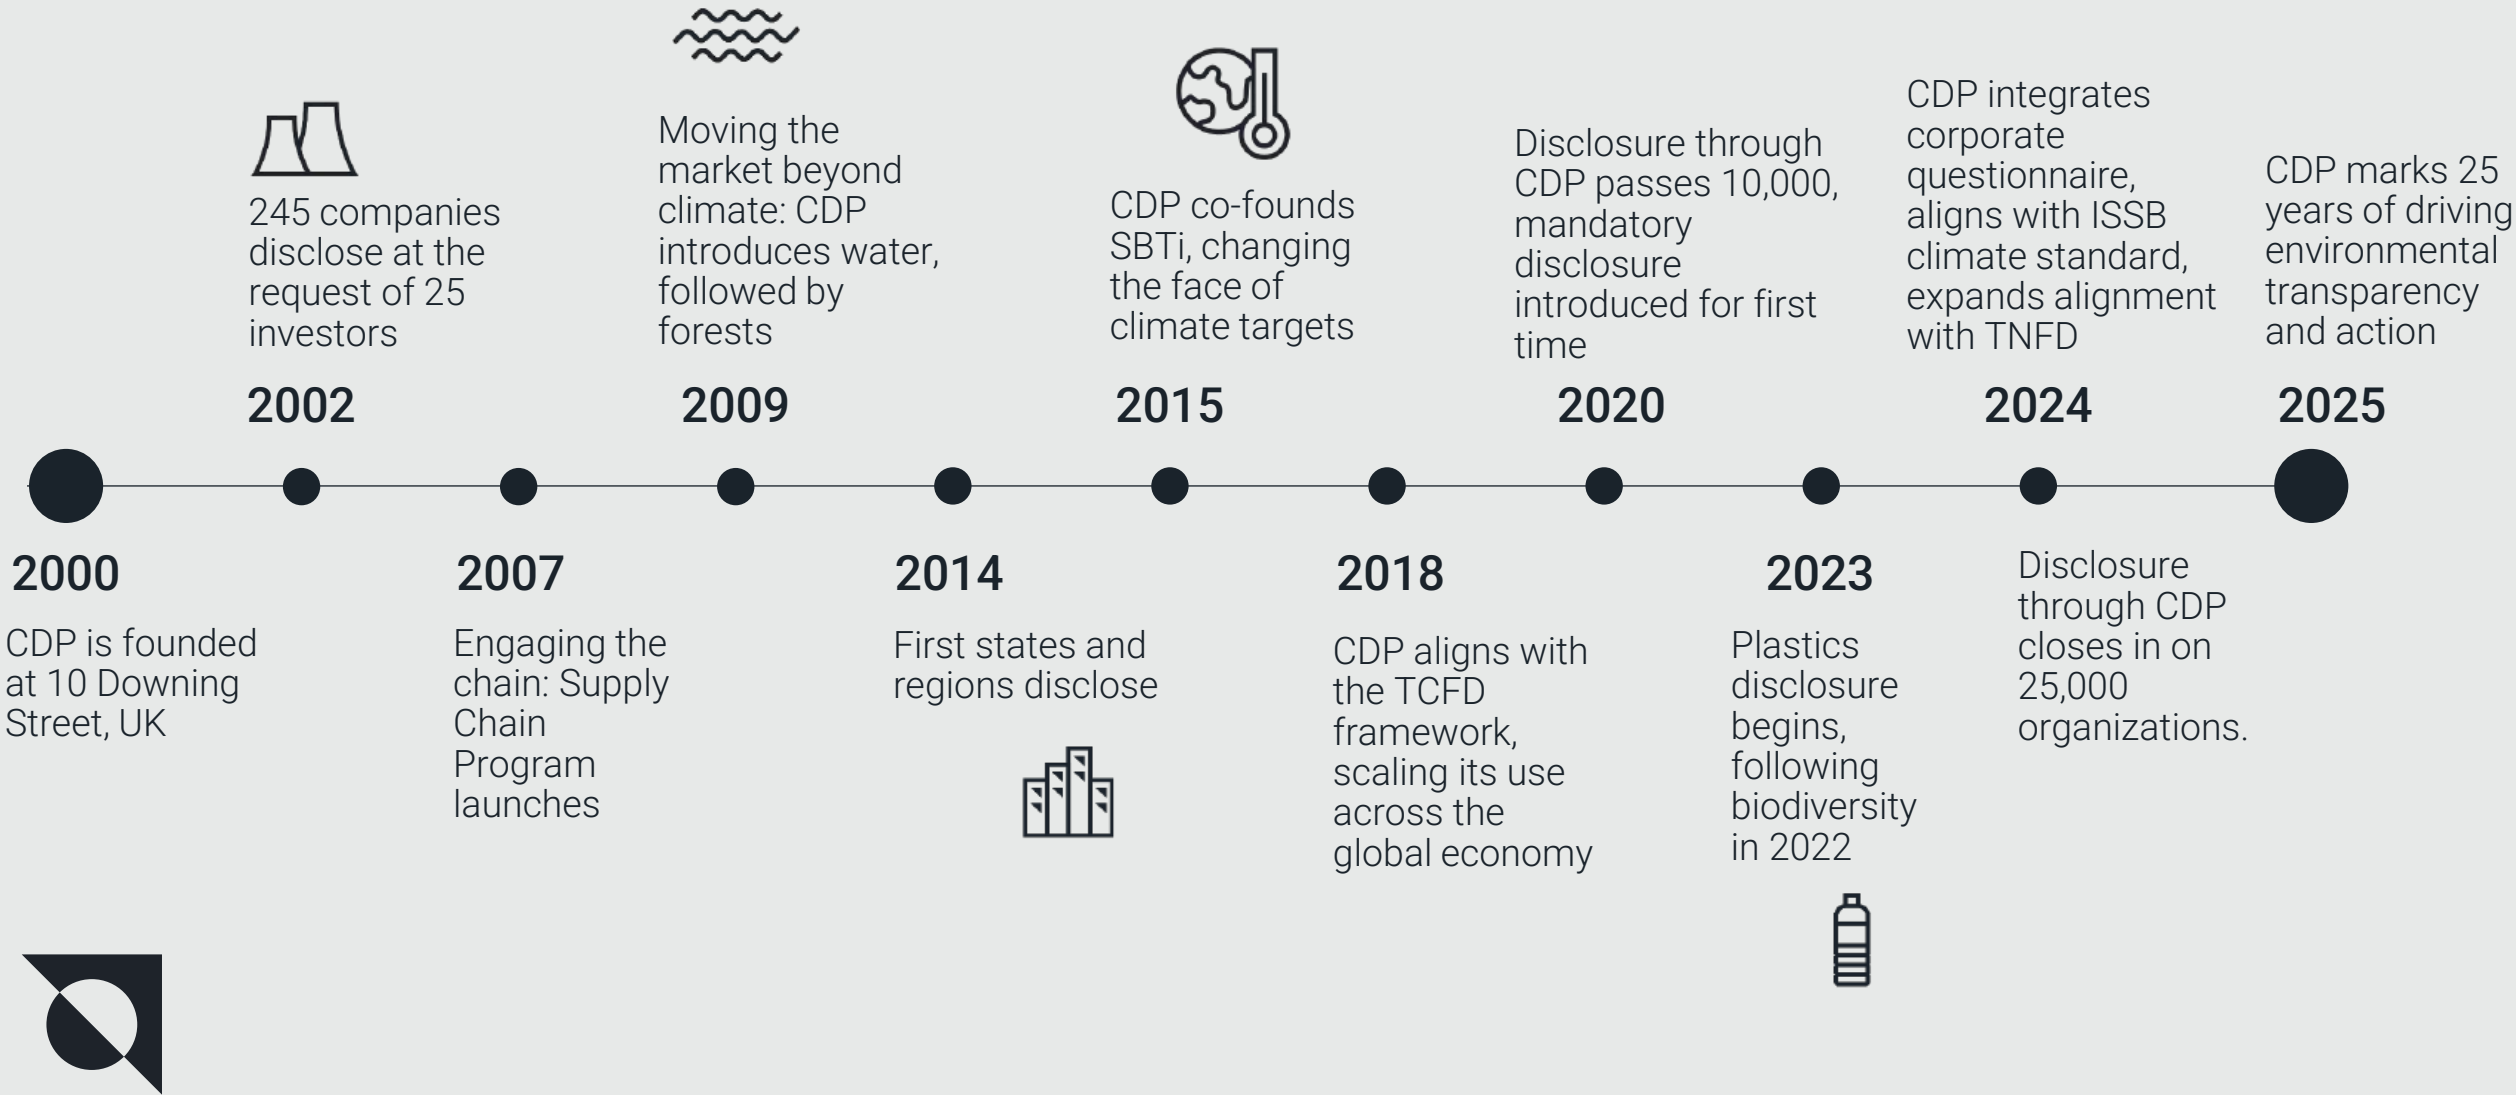 245 companies
disclose at the
request of 25
investors
2002
Moving the
market beyond
climate: CDP
introduces water,
followed by
forests
2009
CDP co-founds
SBTi, changing
the face of
climate targets
2015
Disclosure through
CDP passes 10,000,
mandatory
disclosure
introduced for first
time
2020
CDP integrates
corporate
questionnaire,
aligns with ISSB
climate standard,
expands alignment
with TNFD
2024
CDP marks 25
years of driving
environmental
transparency
and action
2025
2000
CDP is founded
at 10 Downing
Street, UK
2007
Engaging the
chain: Supply
Chain
Program
launches
2014
First states and
regions disclose
2018
CDP aligns with
the TCFD
framework,
scaling its use
across the
global economy
2023
Plastics
disclosure
begins,
following
biodiversity
in 2022
Disclosure
through CDP
closes in on
25,000
organizations.